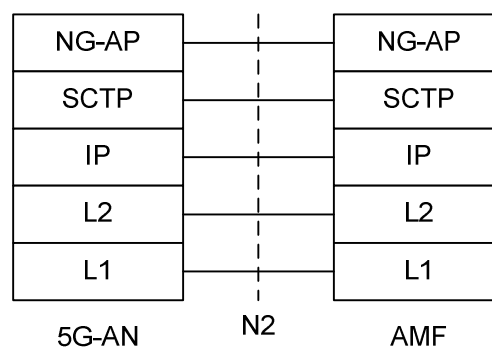 NG-AP NG-AP
SCTP SCTP
IP IP
L2 L2
L1 L1
5G-AN N2 AMF